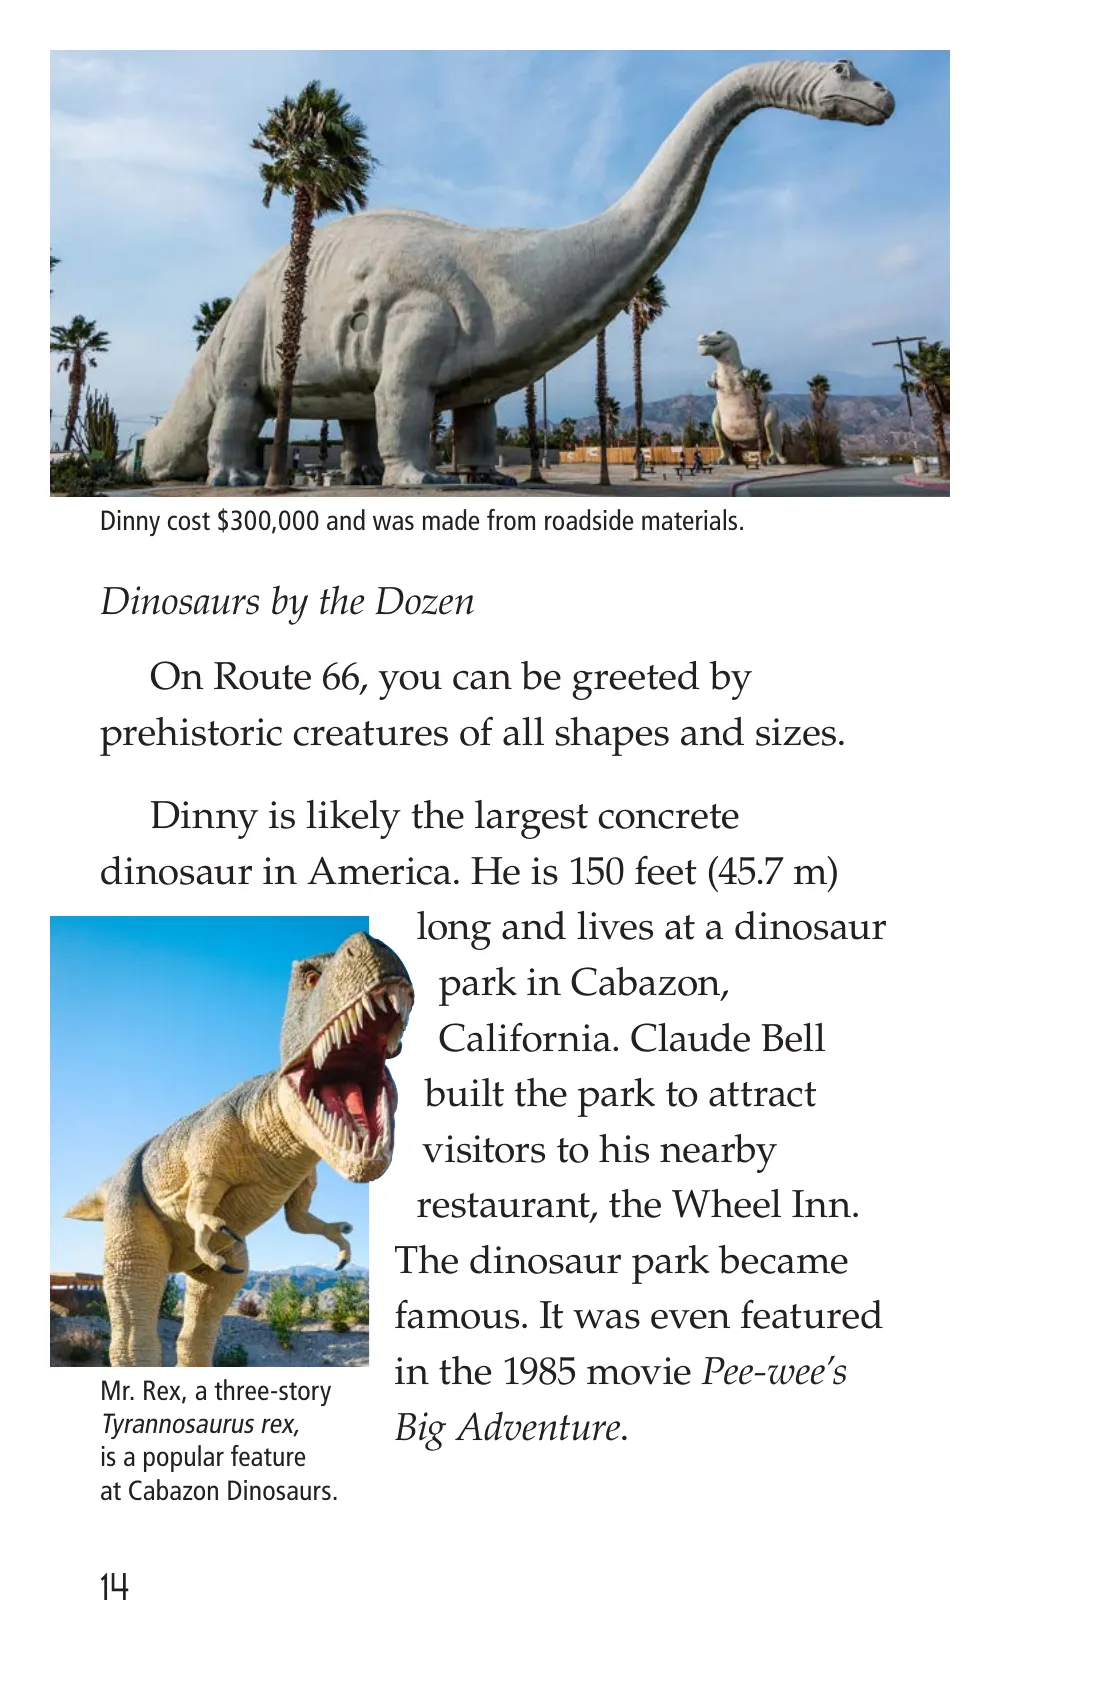 Dinny cost $300,000 and was made from roadside materials.
Dinosaurs by the Dozen
On Route 66, you can be greeted by
prehistoric creatures of all shapes and sizes.
Dinny is likely the largest concrete
dinosaur in America. He is 150 feet (45.7 m)
long and lives at a dinosaur
park in Cabazon,
California. Claude Bell
built the park to attract
visitors to his nearby
restaurant, the Wheel Inn.
The dinosaur park became
famous. It was even featured
in the 1985 movie Pee-wee’s
Big Adventure.
Mr. Rex, a three-story
Tyrannosaurus rex,
is a popular feature
at Cabazon Dinosaurs.
14